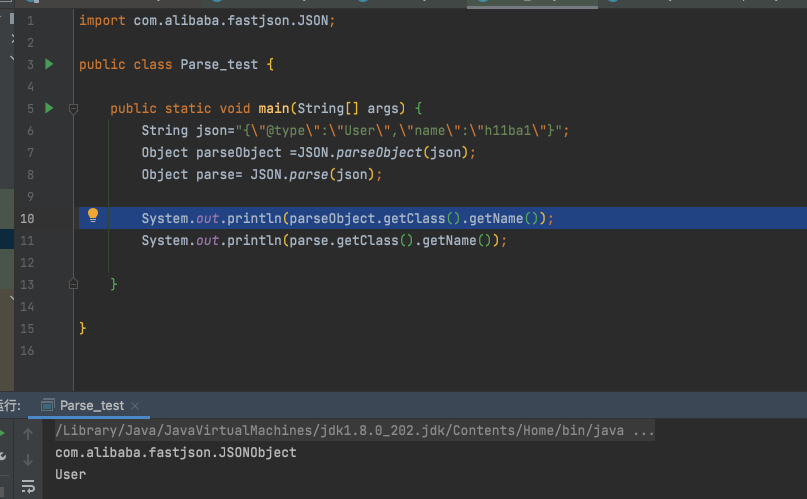 1 import com.alibaba.fastjson.JSON;
2
3 public class Parse_test {
4
5 public static void main(String[] args) {
6 String json="{\"@type\":\"User\",\"name\":\"h11ba1\"}";
7 Object parseObject =JSON.parseObject(json);
8 Object parse= JSON.parse(json);
9
10 System.out.println(parseObject.getClass().getName());
11 System.out.println(parse.getClass().getName());
12
13 }
14
15 }
16
运行: Parse_test ×
/Library/Java/JavaVirtualMachines/jdk1.8.0_202.jdk/Contents/Home/bin/java ...
com.alibaba.fastjson.JSONObject
User